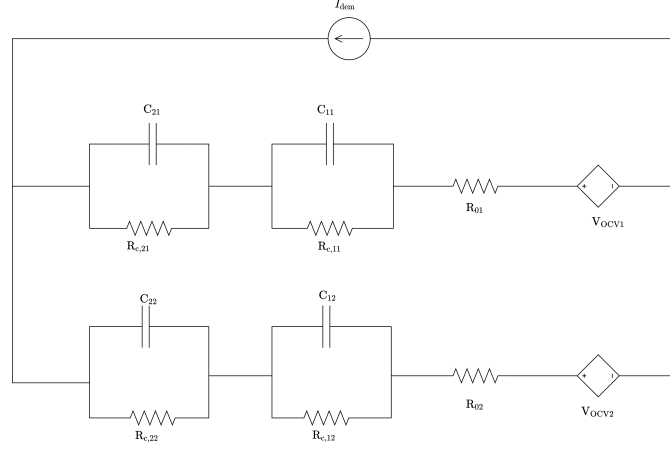 I_dem
C_21
C_11
R_01
+ -
V_OCV1
R_c,21
R_c,11
C_22
C_12
R_02
+ -
V_OCV2
R_c,22
R_c,12